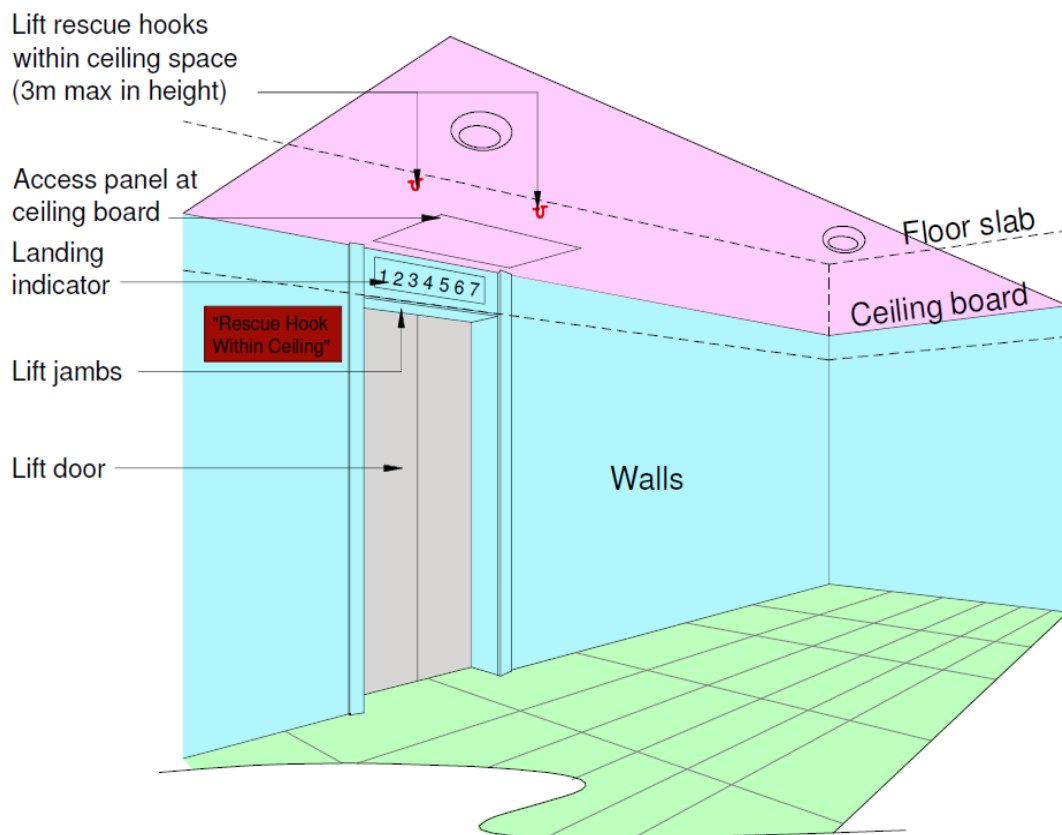 Lift rescue hooks
within ceiling space
(3m max in height)
Access panel at
ceiling board
Floor slab
Landing
indicator
1234567
Ceiling board
"Rescue Hook
Within Ceiling"
Lift jambs
Lift door
Walls